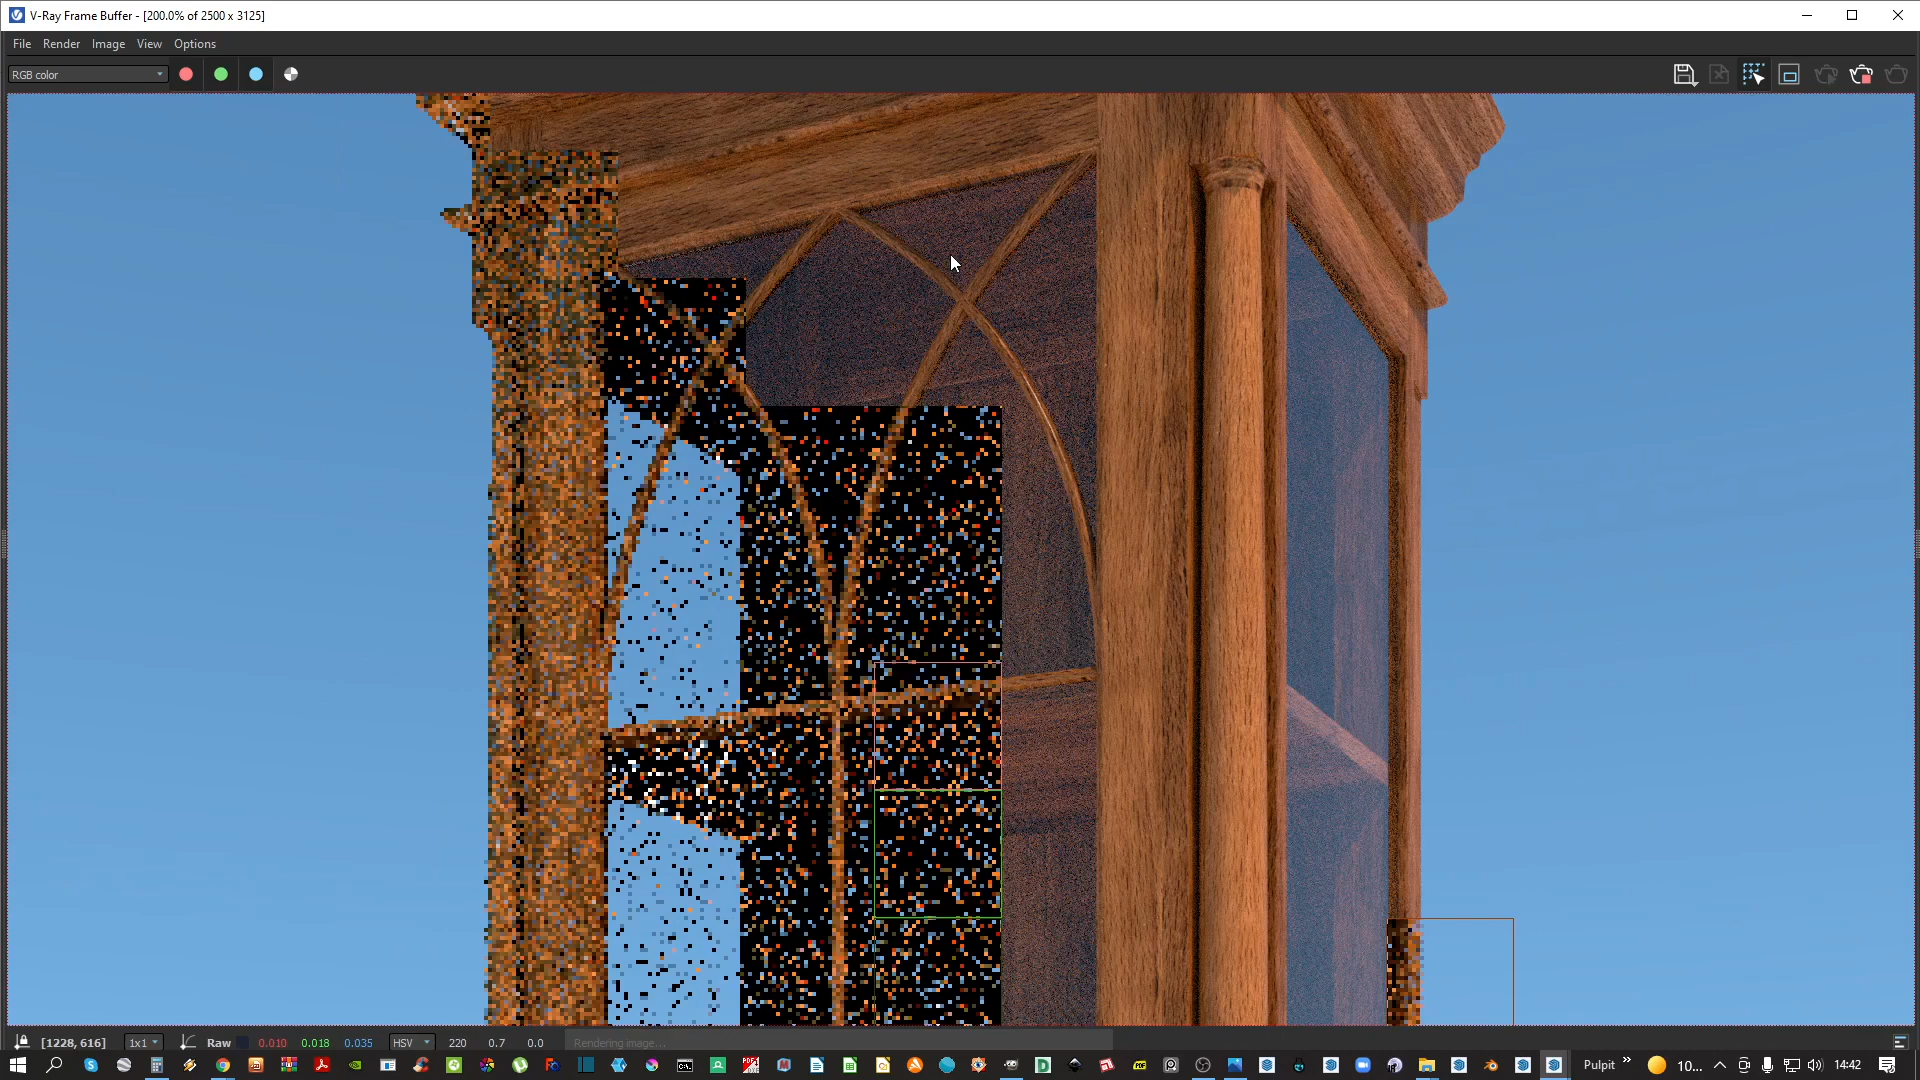 V-Ray Frame Buffer - [200.0% of 2500 x 3125]
File Render Image View Options
RGB color
[1228, 616] 1x1 Raw 0.010 0.018 0.035 HSV 220 0.7 0.0 Rendering image...
Pulpit 10... 14:42